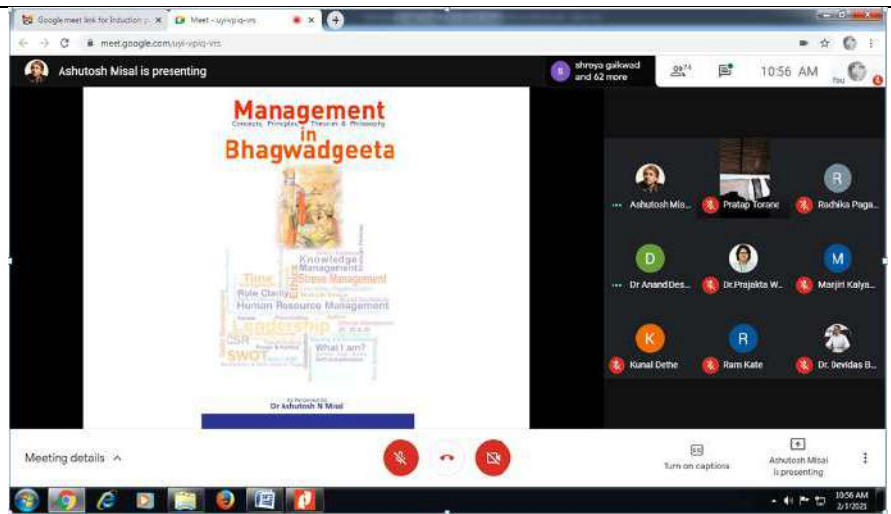 Google meet link for Induction p
Meet - uyi-vpiq-vrs
meet.google.com/uyi-vpiq-vrs
Ashutosh Misal is presenting
shreya gaikwad
and 62 more
74
10:56 AM
You
Management
Concepts, Principles, Theories & Philosophy
in
Bhagwadgeeta
Knowledge
Management
Time
Ethics
Stress Management
Role Clarity
Human Resource Management
Leadership
CSR
What I am?
SWOT
Dr Ashutosh N Misal
Ashutosh Mis...
Pratap Torane
R
Radhika Paga...
D
Dr Anand Des...
Dr.Prajakta W..
M
Manjiri Kalya...
K
Kunal Dethe
R
Ram Kate
Dr. Devidas B...
Meeting details
Turn on captions
Ashutosh Misal
is presenting
10:56 AM